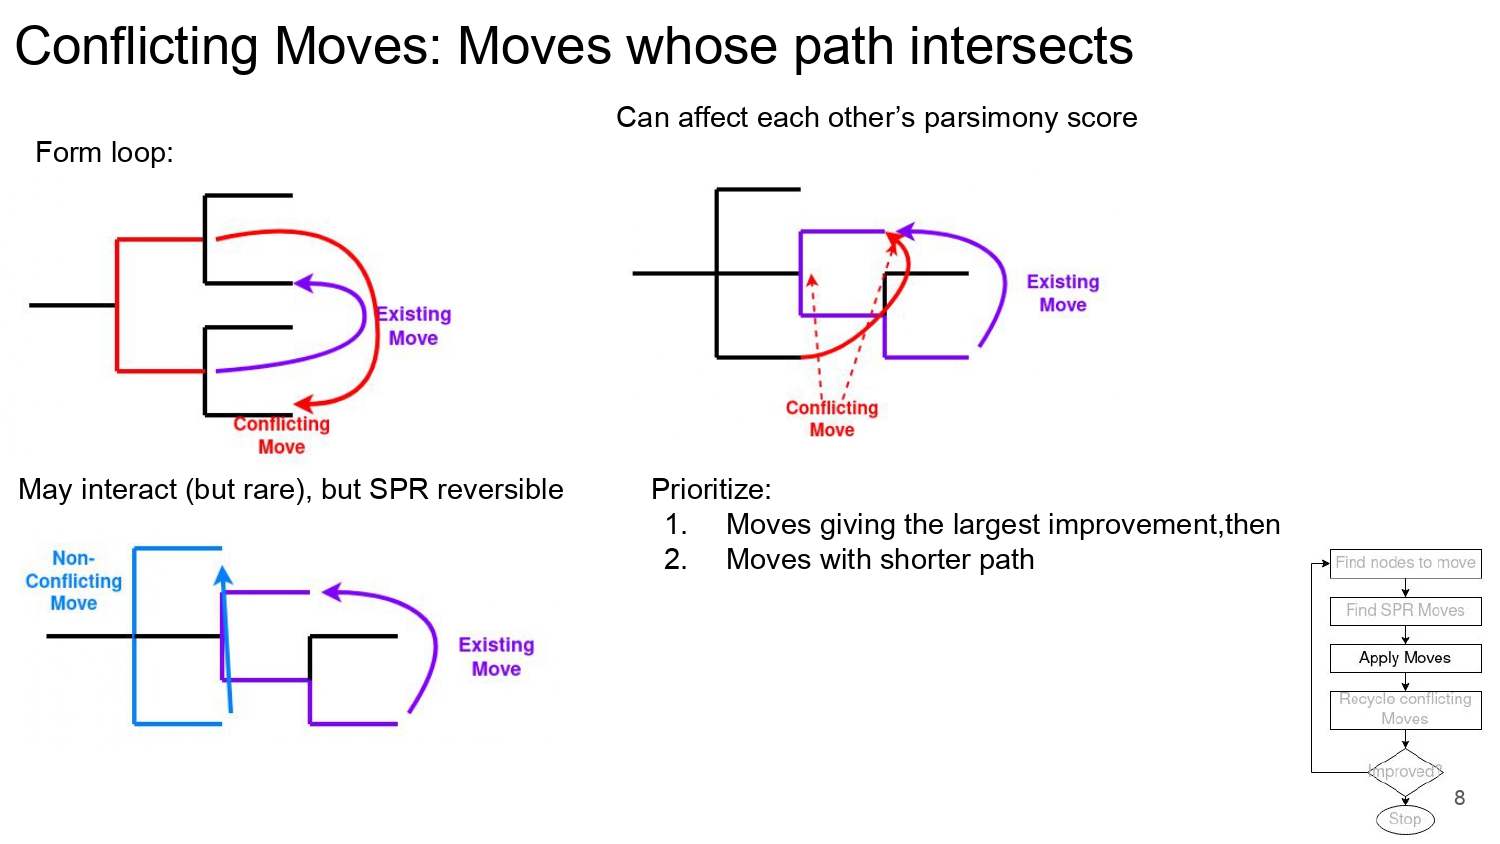 Conflicting Moves: Moves whose path intersects
Can affect each other’s parsimony score
Form loop:
Existing
Move
Conflicting
Move
Existing
Move
Conflicting
Move
May interact (but rare), but SPR reversible
Non-
Conflicting
Move
Existing
Move
Prioritize:
1. Moves giving the largest improvement,then
2. Moves with shorter path
Find nodes to move
Find SPR Moves
Apply Moves
Recycle conflicting
Moves
Improved?
Stop
8